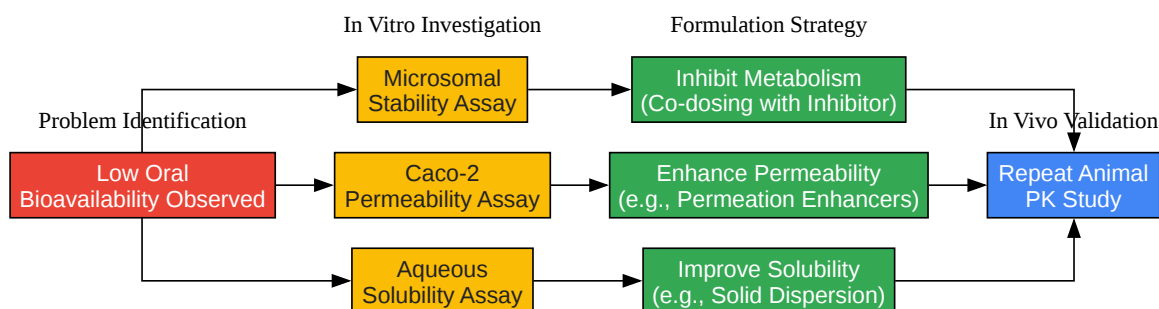 In Vitro Investigation
Formulation Strategy
Microsomal
Stability Assay
Inhibit Metabolism
(Co-dosing with Inhibitor)
Problem Identification
In Vivo Validation
Low Oral
Bioavailability Observed
Caco-2
Permeability Assay
Enhance Permeability
(e.g., Permeation Enhancers)
Repeat Animal
PK Study
Aqueous
Solubility Assay
Improve Solubility
(e.g., Solid Dispersion)